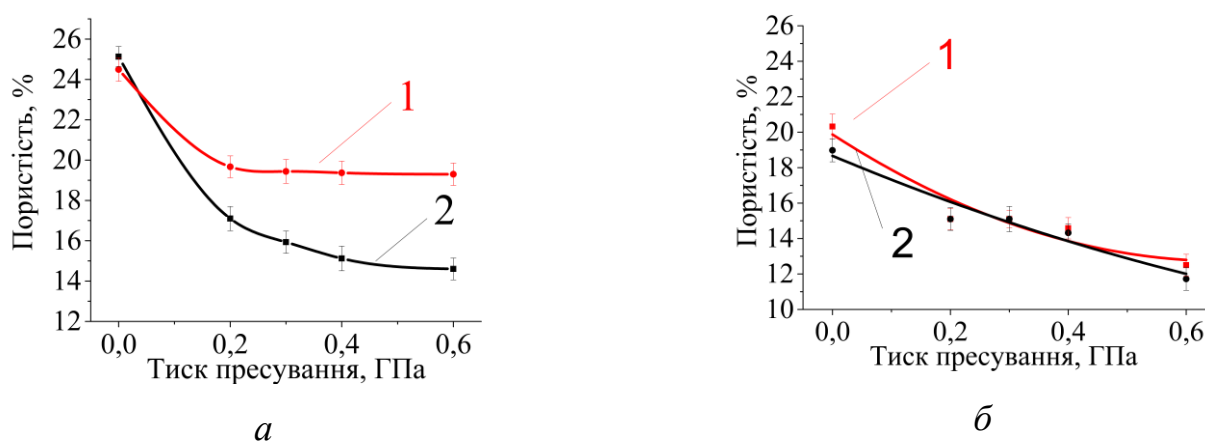 26
24
22
20
18
16
14
12
Пористість, %
1
2
0,0 0,2 0,4 0,6
Тиск пресування, ГПа
а
26
24
22
20
18
16
14
12
10
Пористість, %
1
2
0,0 0,2 0,4 0,6
Тиск пресування, ГПа
б